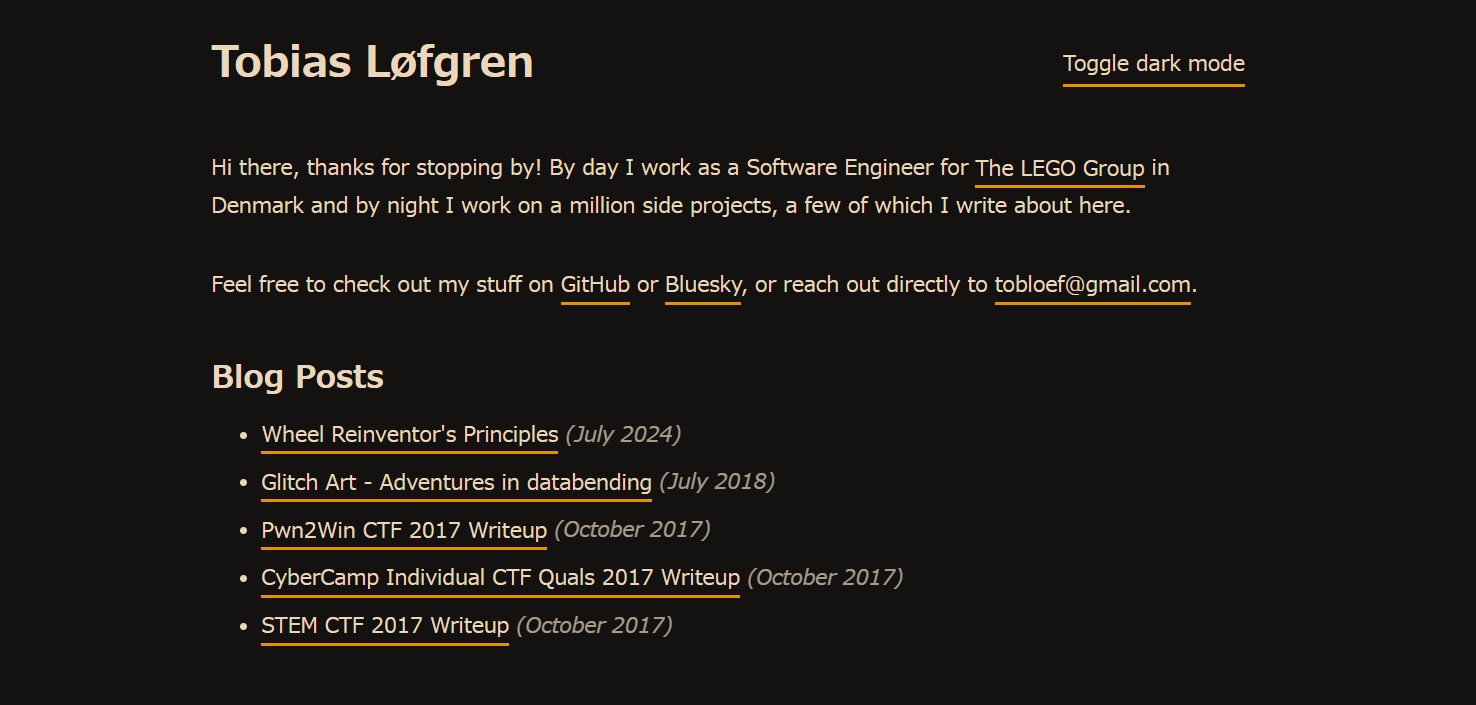 Tobias Løfgren
Toggle dark mode
Hi there, thanks for stopping by! By day I work as a Software Engineer for The LEGO Group in
Denmark and by night I work on a million side projects, a few of which I write about here.
Feel free to check out my stuff on GitHub or Bluesky, or reach out directly to tobloef@gmail.com.
Blog Posts
• Wheel Reinventor's Principles (July 2024)
• Glitch Art - Adventures in databending (July 2018)
• Pwn2Win CTF 2017 Writeup (October 2017)
• CyberCamp Individual CTF Quals 2017 Writeup (October 2017)
• STEM CTF 2017 Writeup (October 2017)